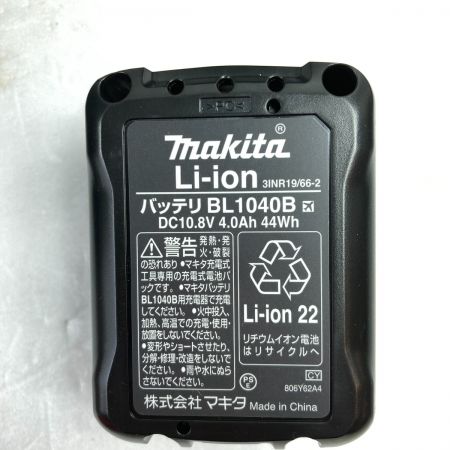 >PC<
makita®
Li-ion 3INR19/66-2
バッテリ BL1040B
DC10.8V 4.0Ah 44Wh
警告 発熱・発
火・破裂
の恐れあり ●マキタ充電式
工具専用の充電式電池パ
ックです。●マキタバッテリ
BL1040B用充電器で充電
してください。●火中投入、
加熱、高温での充電・使用・
放置をしないでください。
●変形やショートさせたり、
分解・修理・改造をしないで
ください。●雨や水にぬら
さないでください。
Li-ion 22
リチウムイオン電池
はリサイクルへ
PS
E
CY
806Y62A4
株式会社 マキタ Made in China